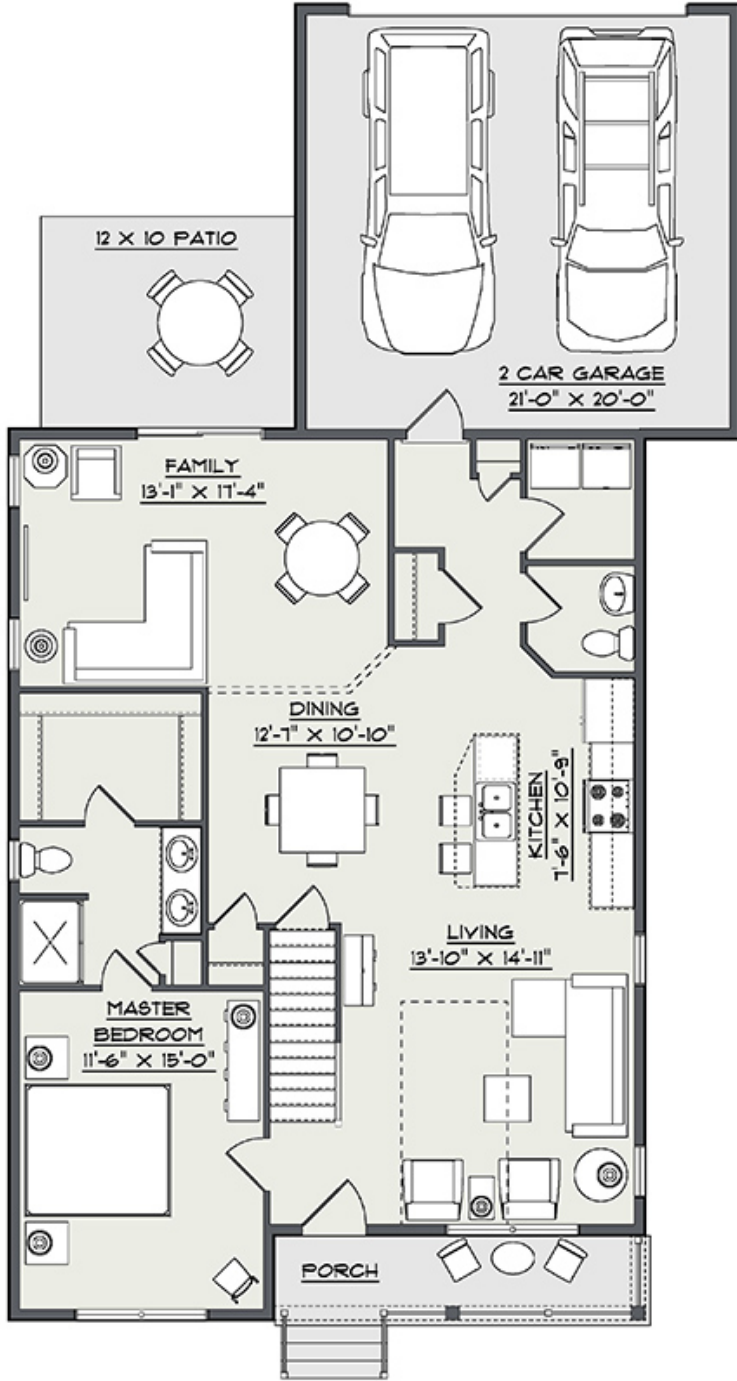 12 X 10 PATIO
2 CAR GARAGE
21'-0" X 20'-0"
FAMILY
13'-1" X 17'-4"
DINING
12'-7" X 10'-10"
KITCHEN
7'-6" X 10'-9"
LIVING
13'-10" X 14'-11"
MASTER
BEDROOM
11'-6" X 15'-0"
PORCH